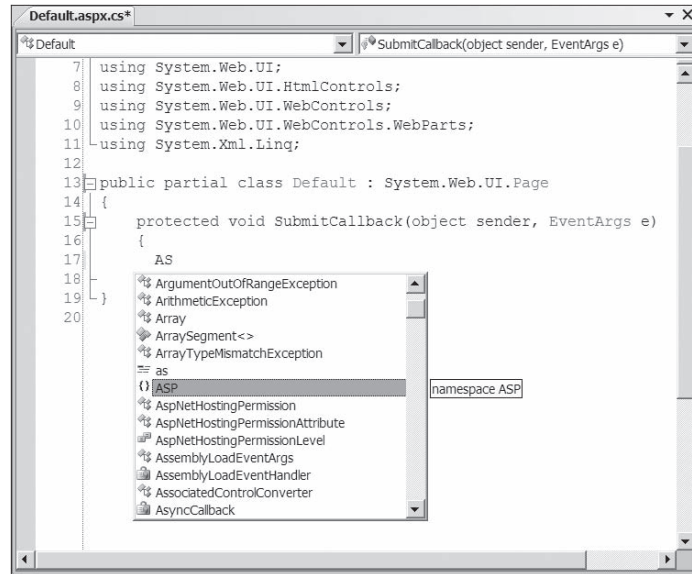 Default.aspx.cs*
Default
SubmitCallback(object sender, EventArgs e)
7 using System.Web.UI;
8 using System.Web.UI.HtmlControls;
9 using System.Web.UI.WebControls;
10 using System.Web.UI.WebControls.WebParts;
11 using System.Xml.Linq;
12
13 public partial class Default : System.Web.UI.Page
14 {
15 protected void SubmitCallback(object sender, EventArgs e)
16 {
17 AS
18
19 }
20
ArgumentOutOfRangeException
ArithmeticException
Array
ArraySegment<>
ArrayTypeMismatchException
as
{} ASP
namespace ASP
AspNetHostingPermission
AspNetHostingPermissionAttribute
AspNetHostingPermissionLevel
AssemblyLoadEventArgs
AssemblyLoadEventHandler
AssociatedControlConverter
AsyncCallback